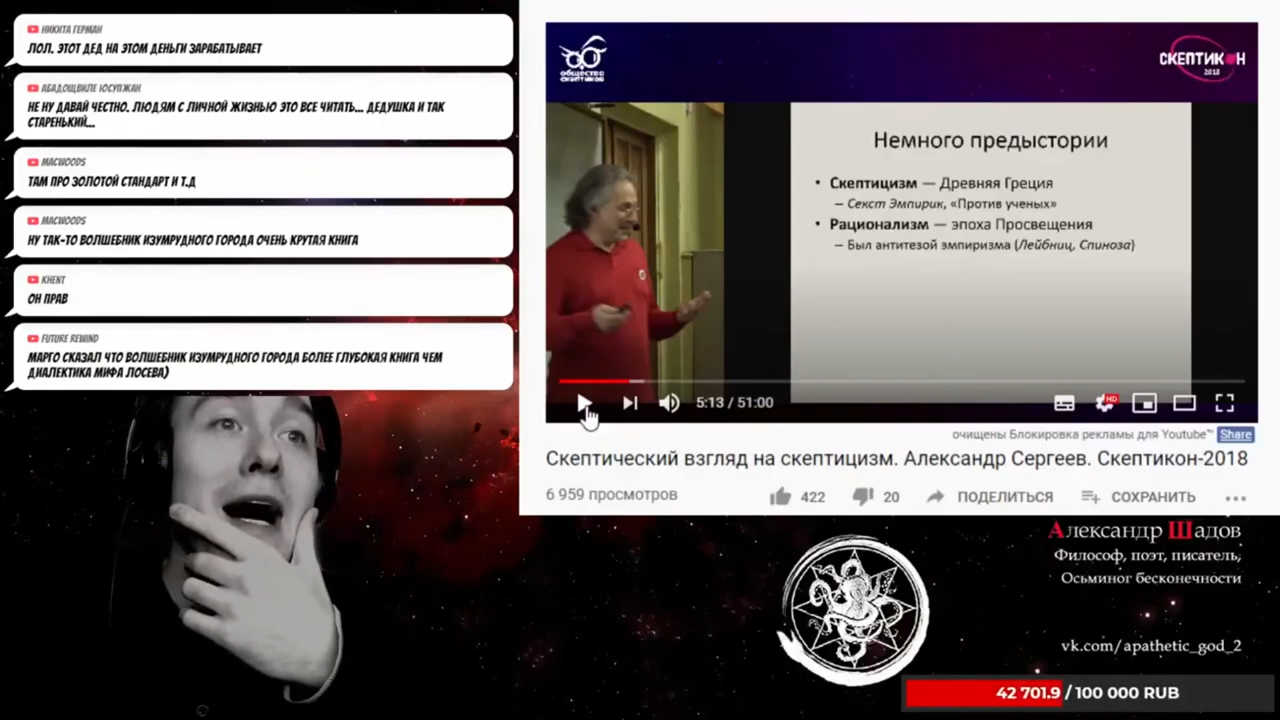 НИКИТА ГЕРМАН
ЛОЛ. ЭТОТ ДЕД НА ЭТОМ ДЕНЬГИ ЗАРАБАТЫВАЕТ
АБАДОЩВИЛЕ ЮСУПЖАН
НЕ НУ ДАВАЙ ЧЕСТНО. ЛЮДЯМ С ЛИЧНОЙ ЖИЗНЬЮ ЭТО ВСЕ ЧИТАТЬ... ДЕДУШКА И ТАК
СТАРЕНЬКИЙ...
MACWOODS
ТАМ ПРО ЗОЛОТОЙ СТАНДАРТ И Т.Д
MACWOODS
НУ ТАК-ТО ВОЛШЕБНИК ИЗУМРУДНОГО ГОРОДА ОЧЕНЬ КРУТАЯ КНИГА
KHENT
ОН ПРАВ
FUTURE REWIND
МАРГО СКАЗАЛ ЧТО ВОЛШЕБНИК ИЗУМРУДНОГО ГОРОДА БОЛЕЕ ГЛУБОКАЯ КНИГА ЧЕМ
ДИАЛЕКТИКА МИФА ЛОСЕВА)
общество
скептиков
СКЕПТИКОН
2018
Немного предыстории
• Скептицизм — Древняя Греция
– Секст Эмпирик, «Против ученых»
• Рационализм — эпоха Просвещения
– Был антитезой эмпиризма (Лейбниц, Спиноза)
5:13 / 51:00
HD
очищены Блокировка рекламы для Youtube™ Share
Скептический взгляд на скептицизм. Александр Сергеев. Скептикон-2018
6 959 просмотров
422
20
ПОДЕЛИТЬСЯ
СОХРАНИТЬ
Александр Шадов
Философ, поэт, писатель,
Осьминог бесконечности
vk.com/apathetic_god_2
42 701.9 / 100 000 RUB